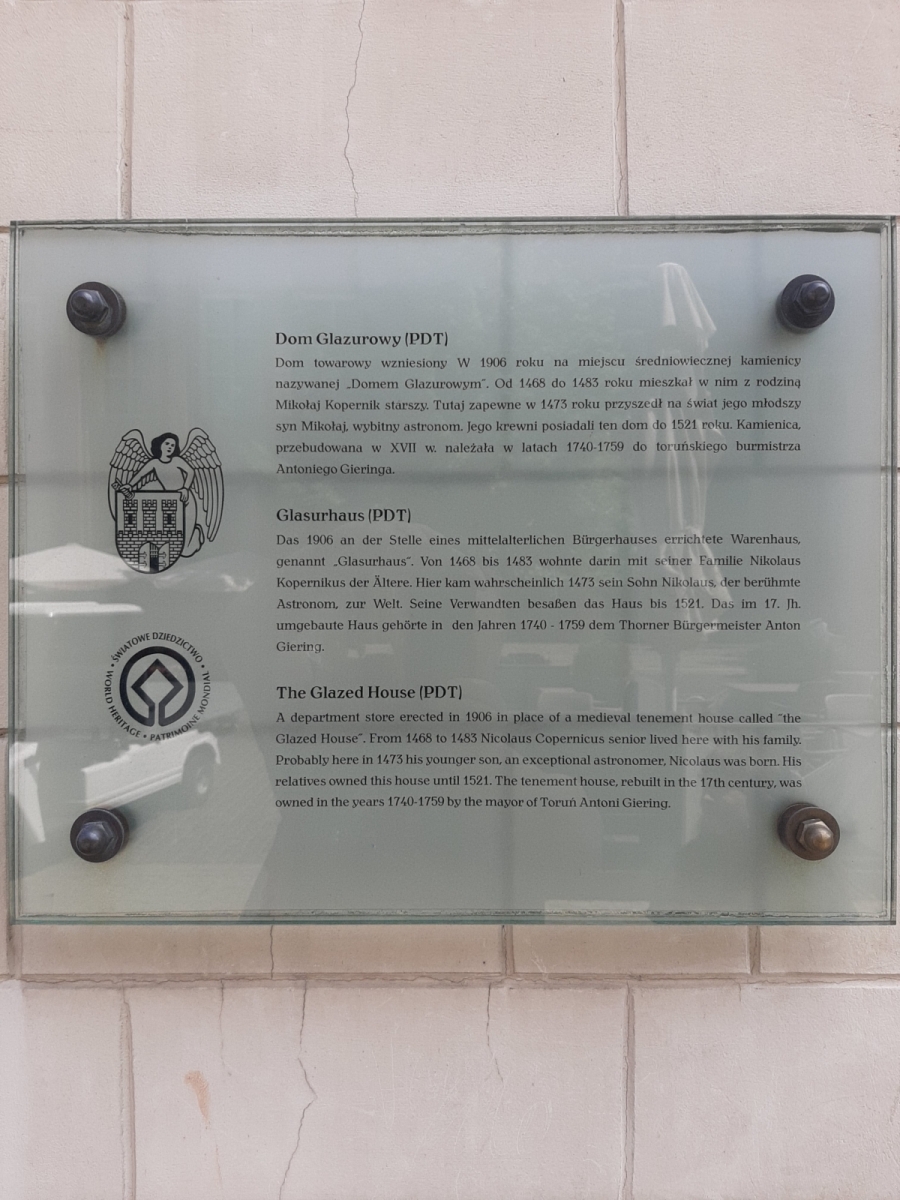 Dom Glazurowy (PDT)
Dom towarowy wzniesiony W 1906 roku na miejscu średniowiecznej kamienicy
nazywanej „Domem Glazurowym”. Od 1468 do 1483 roku mieszkał w nim z rodziną
Mikołaj Kopernik starszy. Tutaj zapewne w 1473 roku przyszedł na świat jego młodszy
syn Mikołaj, wybitny astronom. Jego krewni posiadali ten dom do 1521 roku. Kamienica,
przebudowana w XVII w. należała w latach 1740-1759 do toruńskiego burmistrza
Antoniego Gieringa.
Glasurhaus (PDT)
Das 1906 an der Stelle eines mittelalterlichen Bürgerhauses errichtete Warenhaus,
genannt „Glasurhaus”. Von 1468 bis 1483 wohnte darin mit seiner Familie Nikolaus
Kopernikus der Ältere. Hier kam wahrscheinlich 1473 sein Sohn Nikolaus, der berühmte
Astronom, zur Welt. Seine Verwandten besaßen das Haus bis 1521. Das im 17. Jh.
umgebaute Haus gehörte in den Jahren 1740 - 1759 dem Thorner Bürgermeister Anton
Giering.
ŚWIATOWE DZIEDZICTWO • WORLD HERITAGE • PATRIMOINE MONDIAL •
The Glazed House (PDT)
A department store erected in 1906 in place of a medieval tenement house called ”the
Glazed House”. From 1468 to 1483 Nicolaus Copernicus senior lived here with his family.
Probably here in 1473 his younger son, an exceptional astronomer, Nicolaus was born. His
relatives owned this house until 1521. The tenement house, rebuilt in the 17th century, was
owned in the years 1740-1759 by the mayor of Toruń Antoni Giering.